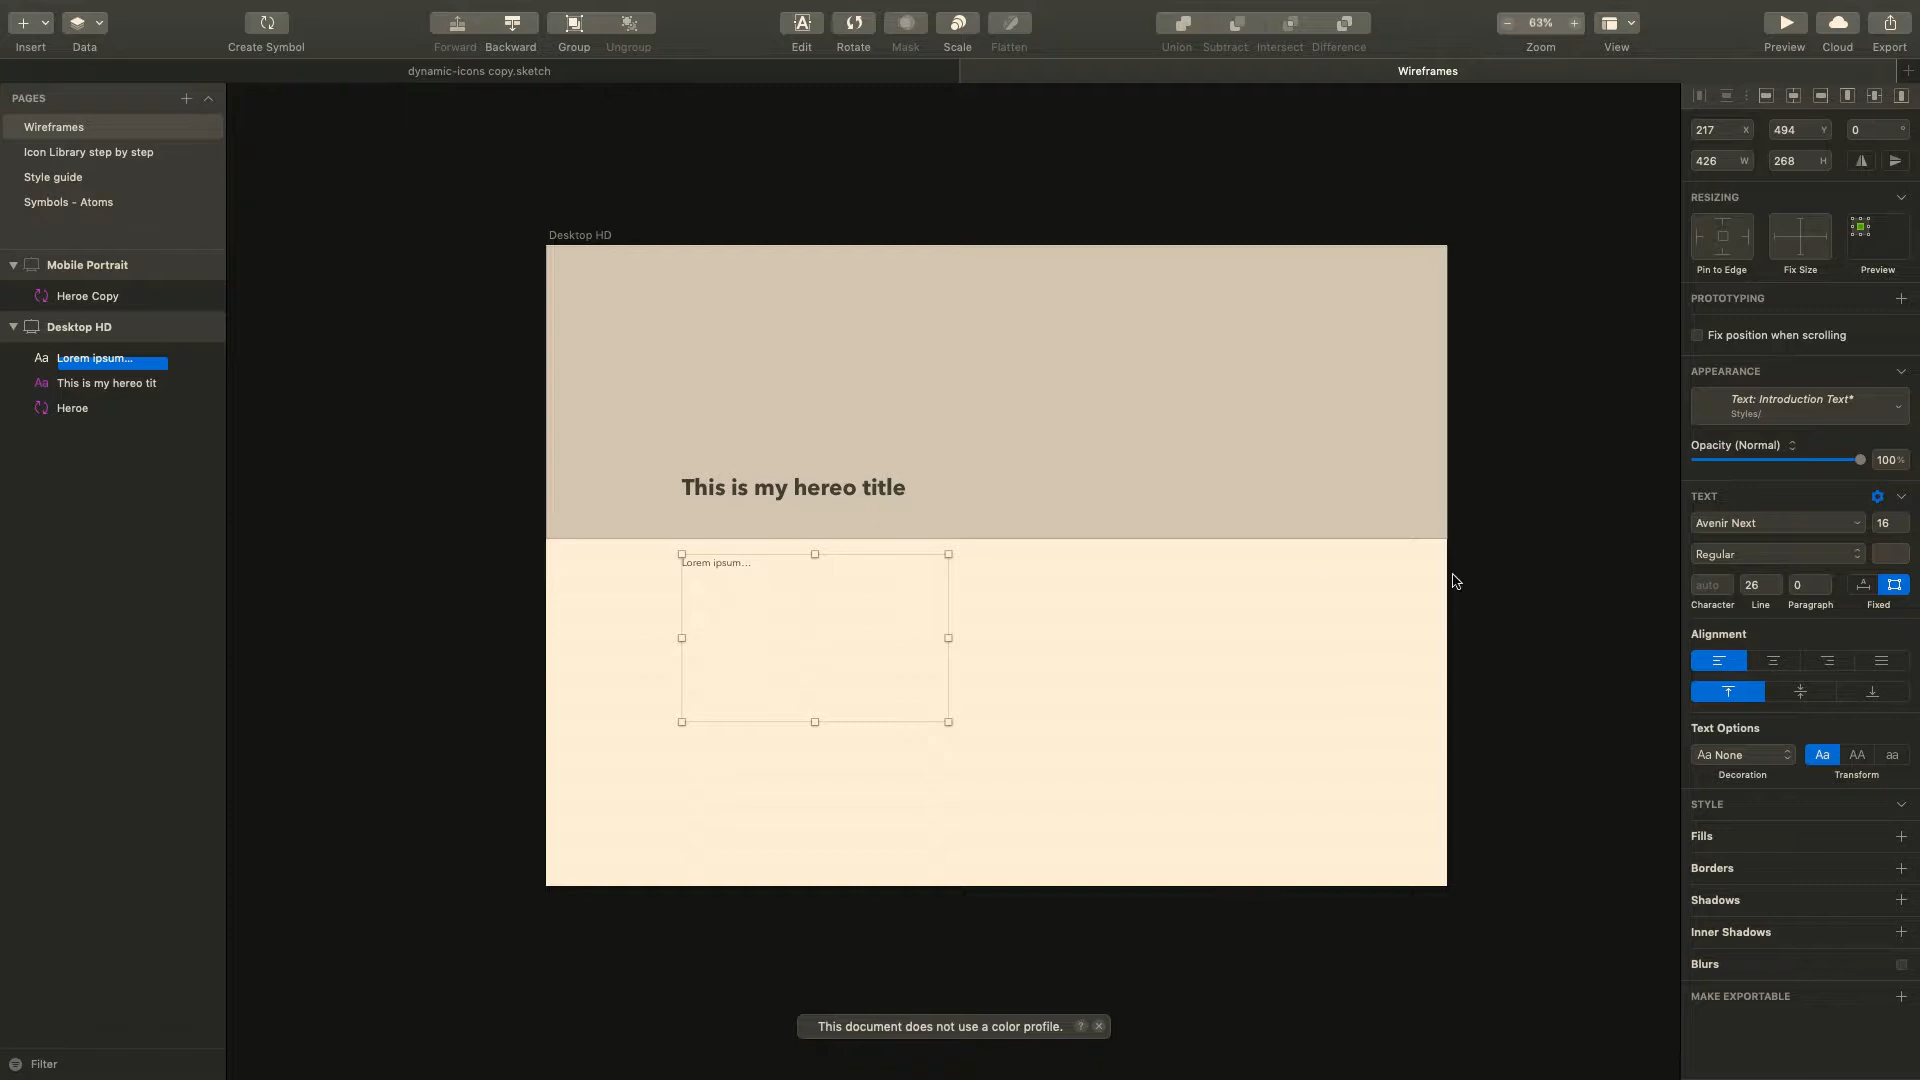 Insert
Data
Create Symbol
Forward
Backward
Group
Ungroup
Edit
Rotate
Mask
Scale
Flatten
Union
Subtract
Intersect
Difference
63%
Zoom
View
Preview
Cloud
Export
dynamic-icons copy.sketch
Wireframes
PAGES
Wireframes
Icon Library step by step
Style guide
Symbols - Atoms
Mobile Portrait
Heroe Copy
Desktop HD
Aa Lorem ipsum...
Aa This is my hereo tit
Heroe
Filter
Desktop HD
This is my hereo title
Lorem ipsum...
This document does not use a color profile. ?
217 X
494 Y
0 °
426 W
268 H
RESIZING
Pin to Edge
Fix Size
Preview
PROTOTYPING
Fix position when scrolling
APPEARANCE
Text: Introduction Text*
Styles/
Opacity (Normal)
100%
TEXT
Avenir Next
16
Regular
auto
26
0
Character
Line
Paragraph
Fixed
Alignment
Text Options
Aa None
Aa
AA
aa
Decoration
Transform
STYLE
Fills
Borders
Shadows
Inner Shadows
Blurs
MAKE EXPORTABLE